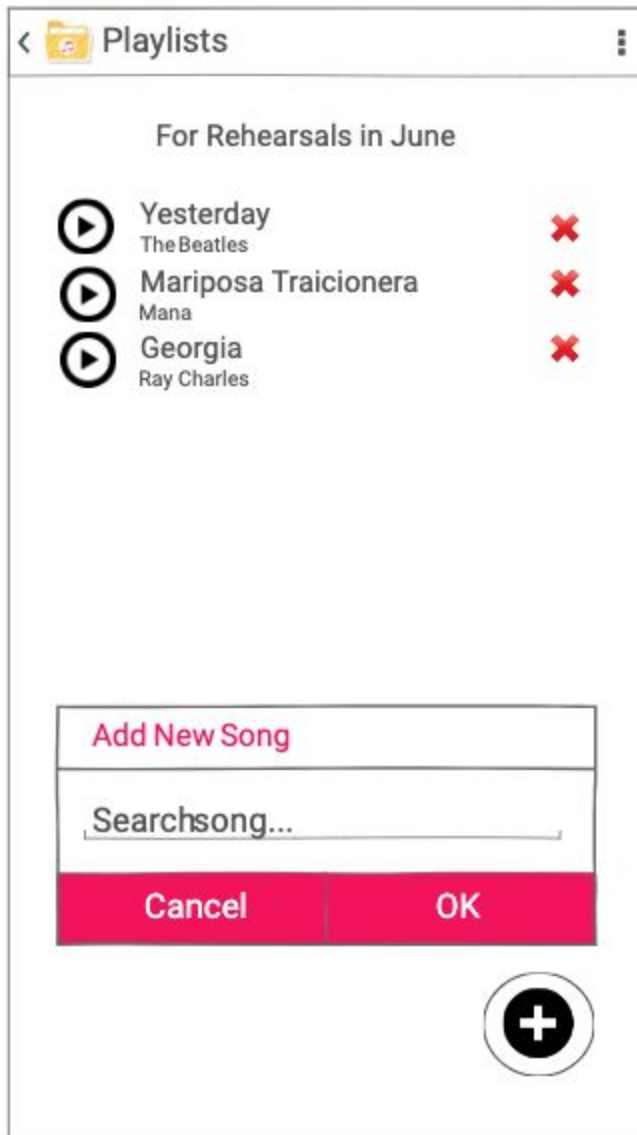 Playlists
For Rehearsals in June
Yesterday
The Beatles
Mariposa Traicionera
Mana
Georgia
Ray Charles
Add New Song
Searchsong...
Cancel OK